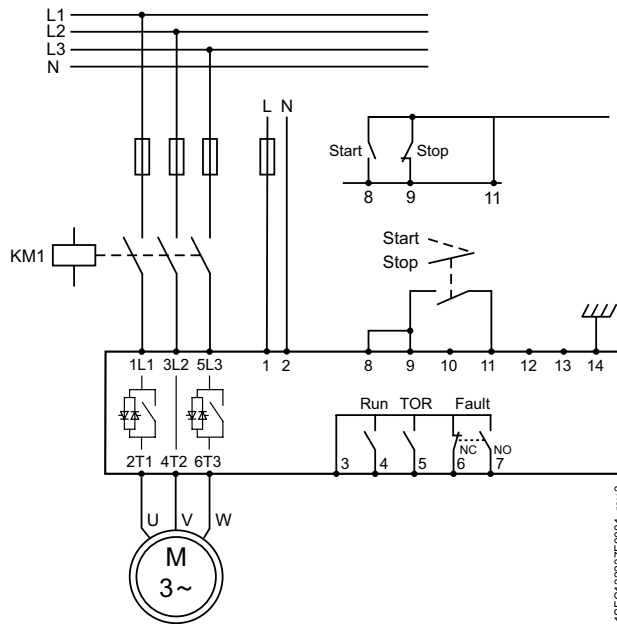 L1
L2
L3
N
L N
Start Stop
8 9 11
KM1
Start
Stop
1L1 3L2 5L3 1 2 8 9 10 11 12 13 14
Run TOR Fault
NC NO
2T1 4T2 6T3 3 4 5 6 7
U V W
M
3~